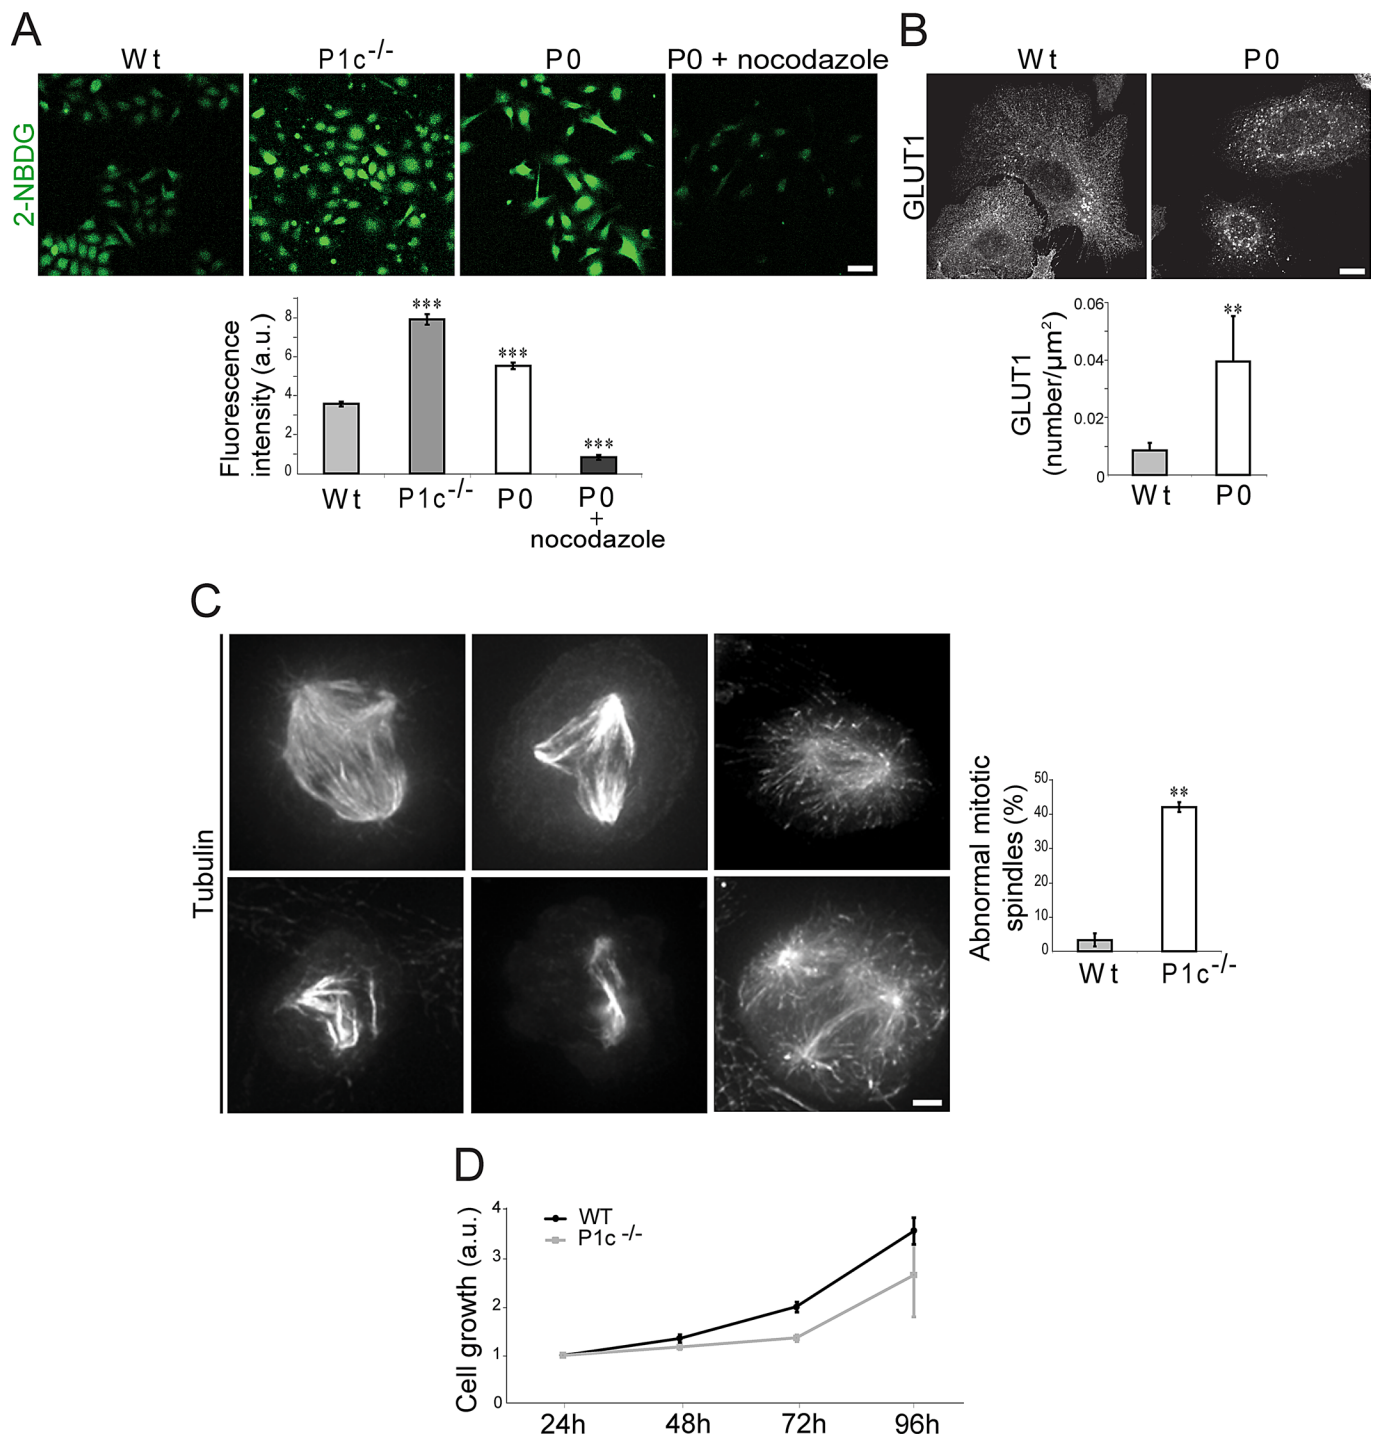 A
Wt
P1c-/-
P0
P0 + nocodazole
2-NBDG
Fluorescence
intensity (a.u.)
8
6
4
2
0
***
***
***
Wt
P1c-/-
P0
P0
+
nocodazole
B
Wt
P0
GLUT1
GLUT1
(number/µm2)
0.06
0.04
0.02
0
**
Wt
P0
C
Tubulin
Abnormal mitotic
spindles (%)
50
40
30
20
10
0
**
Wt
P1c-/-
D
Cell growth (a.u.)
4
3
2
1
0
WT
P1c -/-
24h
48h
72h
96h